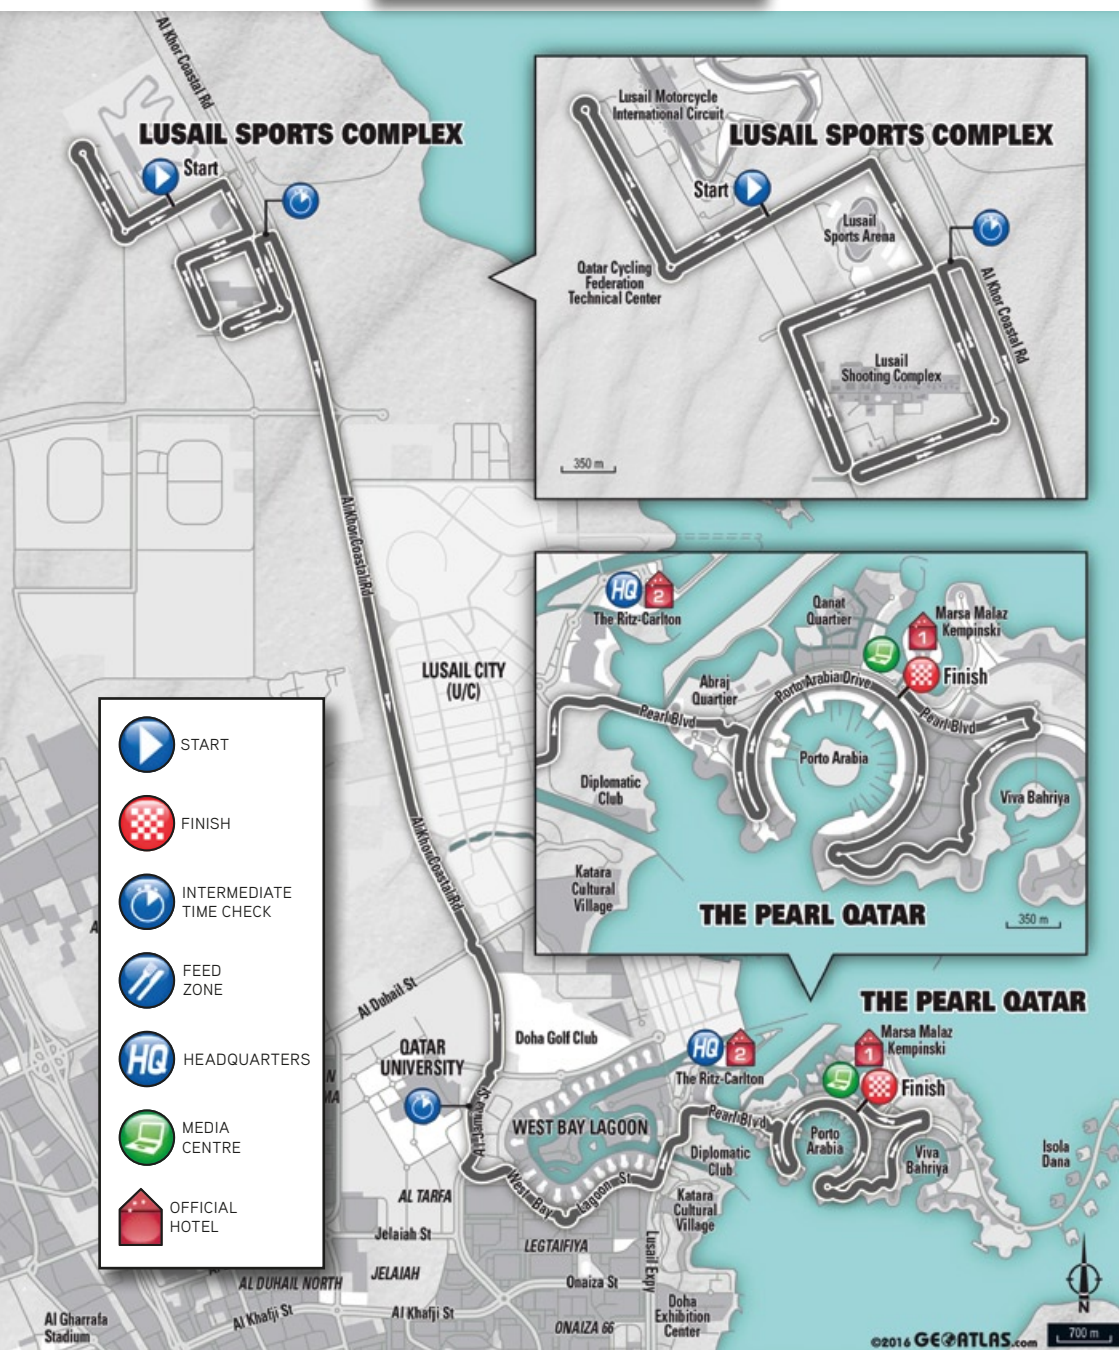 Al Khor Coastal Rd
LUSAIL SPORTS COMPLEX
Start
Lusail Motorcycle
International Circuit
LUSAIL SPORTS COMPLEX
Start
Lusail
Sports Arena
Qatar Cycling
Federation
Technical Center
Al Khor Coastal Rd
Lusail
Shooting Complex
350 m
Al Khor Coastal Rd
HQ
2
The Ritz-Carlton
Qanat
Quartier
1
Marsa Malaz
Kempinski
Finish
Abraj
Quartier
Porto Arabia Drive
Pearl Blvd
Pearl Blvd
Porto Arabia
Diplomatic
Club
Viva Bahriya
Katara
Cultural
Village
THE PEARL QATAR
350 m
LUSAIL CITY
(U/C)
Al Khor Coastal Rd
START
FINISH
INTERMEDIATE
TIME CHECK
FEED
ZONE
HQ
HEADQUARTERS
MEDIA
CENTRE
OFFICIAL
HOTEL
Al Duhail St
THE PEARL QATAR
Doha Golf Club
QATAR
UNIVERSITY
HQ
2
The Ritz-Carlton
1
Marsa Malaz
Kempinski
Finish
Al Jamiaa St
WEST BAY LAGOON
Pearl Blvd
Porto
Arabia
Diplomatic
Club
Viva
Bahriya
Isola
Dana
AL TARFA
West Bay
Lagoon St
Katara
Cultural
Village
Jelaiah St
LEGTAIFIYA
Lusail Expy
JELAIAH
AL DUHAIL NORTH
Onaiza St
Al Khafji St
Al Khafji St
ONAIZA 66
Doha
Exhibition
Center
Al Gharrafa
Stadium
N
700 m
©2016 GEOATLAS.com